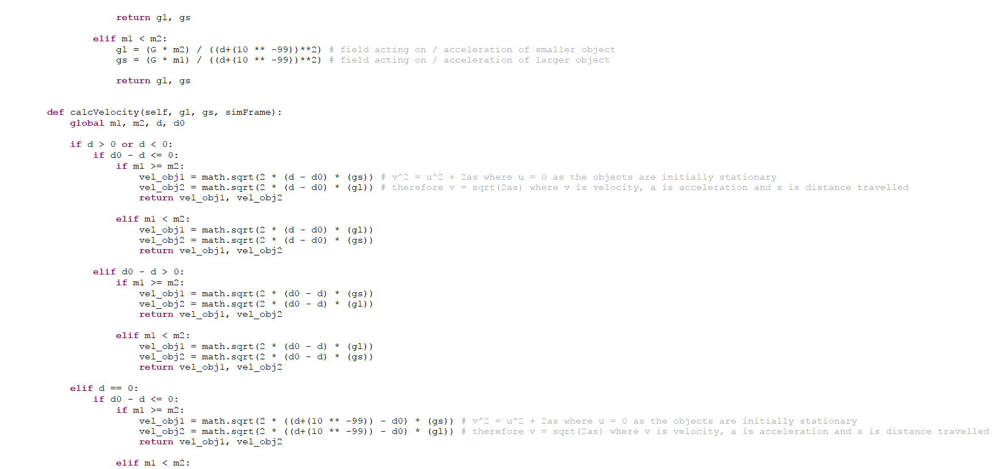 return gl, gs
elif m1 < m2:
gl = (G * m2) / ((d+(10 ** -99))**2) # field acting on / acceleration of smaller object
gs = (G * m1) / ((d+(10 ** -99))**2) # field acting on / acceleration of larger object
return gl, gs
def calcVelocity(self, gl, gs, simFrame):
global m1, m2, d, d0
if d > 0 or d < 0:
if d0 - d <= 0:
if m1 >= m2:
vel_obj1 = math.sqrt(2 * (d - d0) * (gs)) # v^2 = u^2 + 2as where u = 0 as the objects are initially stationary
vel_obj2 = math.sqrt(2 * (d - d0) * (gl)) # therefore v = sqrt(2as) where v is velocity, a is acceleration and s is distance travelled
return vel_obj1, vel_obj2
elif m1 < m2:
vel_obj1 = math.sqrt(2 * (d - d0) * (gl))
vel_obj2 = math.sqrt(2 * (d - d0) * (gs))
return vel_obj1, vel_obj2
elif d0 - d > 0:
if m1 >= m2:
vel_obj1 = math.sqrt(2 * (d0 - d) * (gs))
vel_obj2 = math.sqrt(2 * (d0 - d) * (gl))
return vel_obj1, vel_obj2
elif m1 < m2:
vel_obj1 = math.sqrt(2 * (d0 - d) * (gl))
vel_obj2 = math.sqrt(2 * (d0 - d) * (gs))
return vel_obj1, vel_obj2
elif d == 0:
if d0 - d <= 0:
if m1 >= m2:
vel_obj1 = math.sqrt(2 * ((d+(10 ** -99)) - d0) * (gs)) # v^2 = u^2 + 2as where u = 0 as the objects are initially stationary
vel_obj2 = math.sqrt(2 * ((d+(10 ** -99)) - d0) * (gl)) # therefore v = sqrt(2as) where v is velocity, a is acceleration and s is distance travelled
return vel_obj1, vel_obj2
elif m1 < m2: